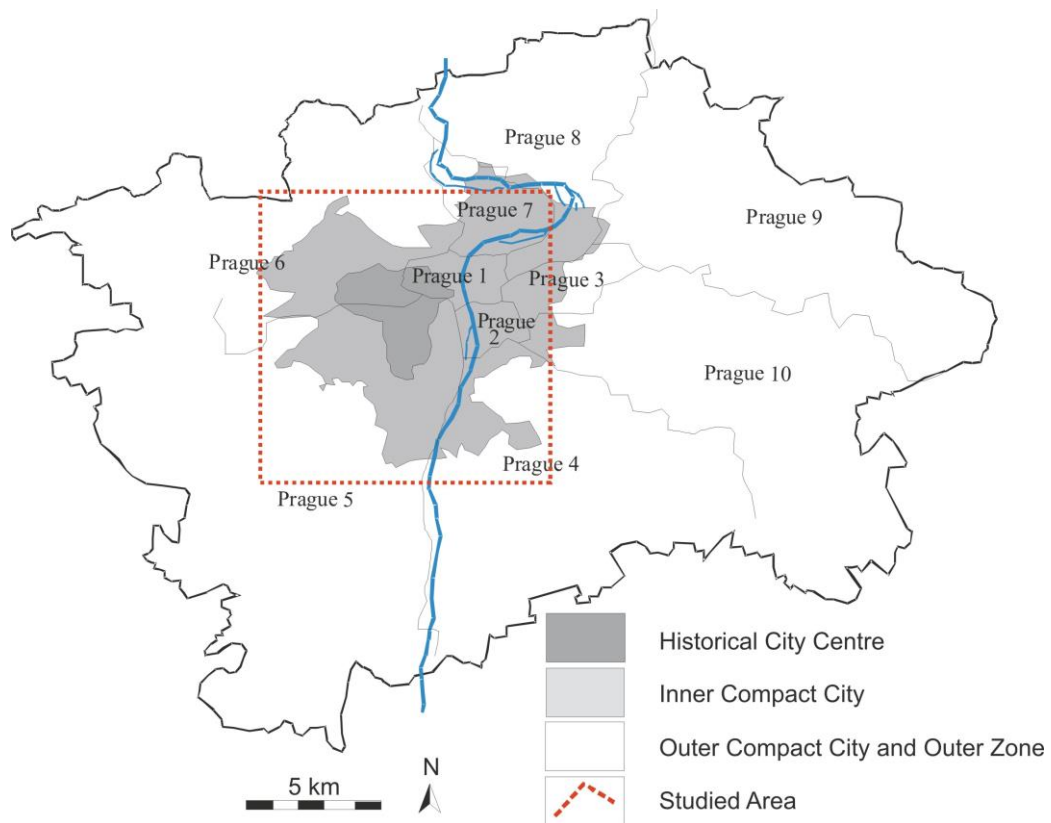 Prague 8
Prague 7
Prague 9
Prague 6
Prague 1
Prague 3
Prague
2
Prague 10
Prague 4
Prague 5
Historical City Centre
Inner Compact City
Outer Compact City and Outer Zone
Studied Area
5 km
N